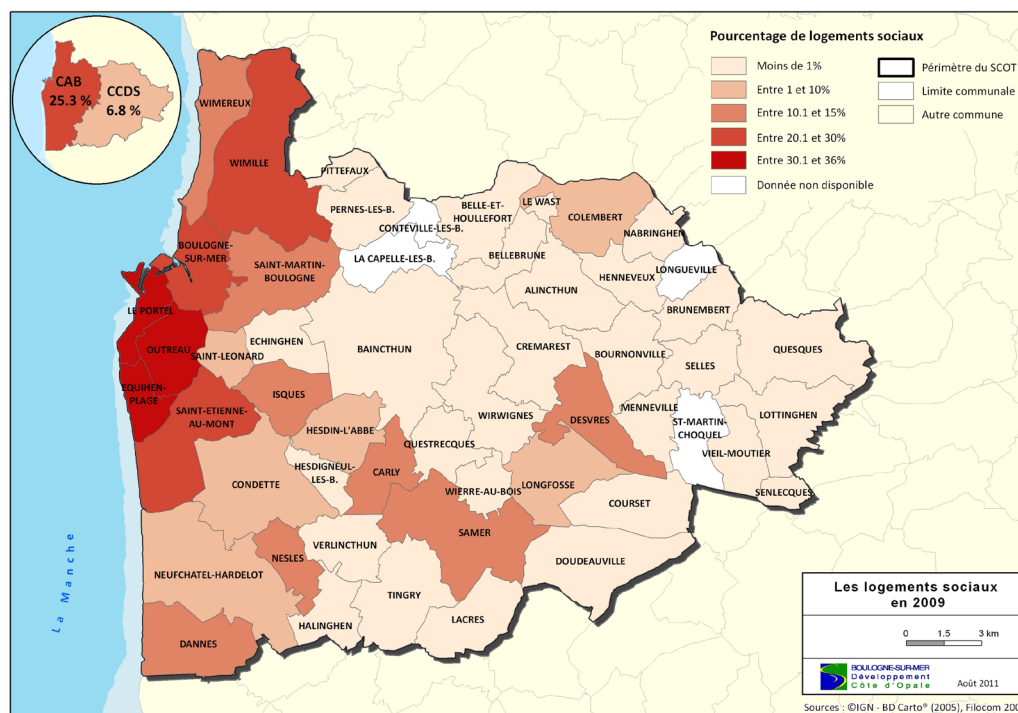 CAB
25.3 %
CCDS
6.8 %
Pourcentage de logements sociaux
Moins de 1%
Entre 1 et 10%
Entre 10.1 et 15%
Entre 20.1 et 30%
Entre 30.1 et 36%
Donnée non disponible
Périmètre du SCOT
Limite communale
Autre commune
WIMEREUX
WIMILLE
PITTEFAUX
PERNES-LES-B.
CONTEVILLE-LES-B.
LA CAPELLE-LES-B.
BELLE-ET-
HOULLEFORT
LE WAST
COLEMBERT
NABRINGHEN
BELLEBRUNE
HENNEVEUX
LONGUEVILLE
ALINCTHUN
BRUNEMBERT
BOULOGNE-
SUR-MER
SAINT-MARTIN-
BOULOGNE
LE PORTEL
OUTREAU
SAINT-LEONARD
ECHINGHEN
BAINCTHUN
CREMAREST
BOURNONVILLE
SELLES
QUESQUES
EQUIHEN-
PLAGE
SAINT-ETIENNE-
AU-MONT
ISQUES
HESDIN-L'ABBE
WIRWIGNES
DESVRES
MENNEVILLE
ST-MARTIN-
CHOQUEL
LOTTINGHEN
VIEIL-MOUTIER
QUESTRECQUES
HESDIGNEUL-
LES-B.
CARLY
CONDETTE
WIERRE-AU-BOIS
LONGFOSSE
COURSET
SENLECQUES
SAMER
VERLINCTHUN
NESLES
NEUFCHATEL-HARDELOT
DOUDEAUVILLE
TINGRY
LACRES
HALINGHEN
DANNES
La Manche
Les logements sociaux
en 2009
0 1.5 3 km
BOULOGNE-SUR-MER
Développement
Côte d'Opale
Août 2011
Sources : ©IGN - BD Carto® (2005), Filocom 200